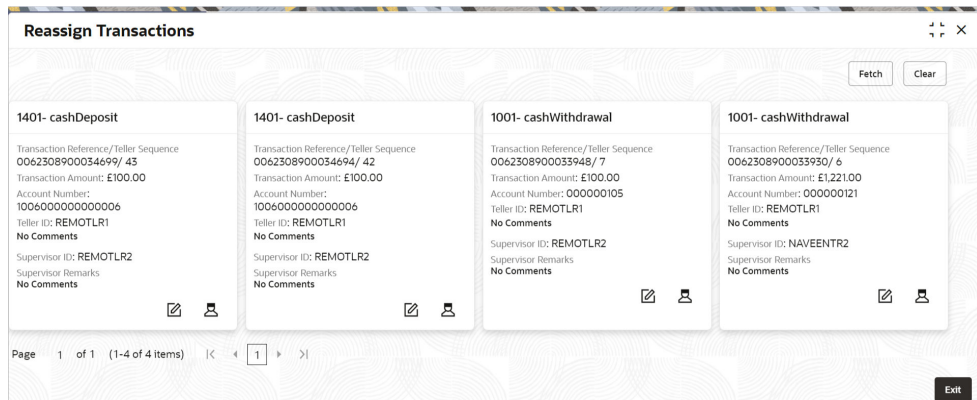 Reassign Transactions
Fetch
Clear
1401- cashDeposit
Transaction Reference/Teller Sequence
0062308900034699/ 43
Transaction Amount: £100.00
Account Number:
1006000000000006
Teller ID: REMOTLR1
No Comments
Supervisor ID: REMOTLR2
Supervisor Remarks
No Comments
1401- cashDeposit
Transaction Reference/Teller Sequence
0062308900034694/ 42
Transaction Amount: £100.00
Account Number:
1006000000000006
Teller ID: REMOTLR1
No Comments
Supervisor ID: REMOTLR2
Supervisor Remarks
No Comments
1001- cashWithdrawal
Transaction Reference/Teller Sequence
0062308900033948/ 7
Transaction Amount: £100.00
Account Number: 000000105
Teller ID: REMOTLR1
No Comments
Supervisor ID: REMOTLR2
Supervisor Remarks
No Comments
1001- cashWithdrawal
Transaction Reference/Teller Sequence
0062308900033930/ 6
Transaction Amount: £1,221.00
Account Number: 000000121
Teller ID: REMOTLR1
No Comments
Supervisor ID: NAVEENTR2
Supervisor Remarks
No Comments
Page 1 of 1 (1-4 of 4 items) 1
Exit